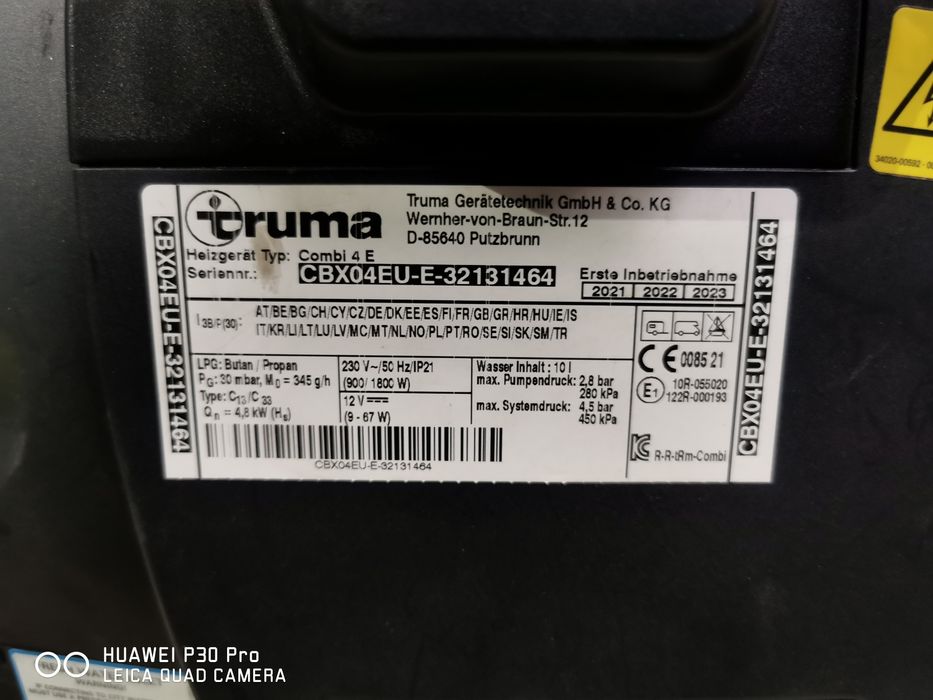 34020-00592 -
truma
Truma Gerätetechnik GmbH & Co. KG
Wernher-von-Braun-Str.12
D-85640 Putzbrunn
Heizgerät Typ: Combi 4 E
Seriennr.: CBX04EU-E-32131464
Erste Inbetriebnahme
2021 2022 2023
CBX04EU-E-32131464
I 3B/P(30):
AT/BE/BG/CH/CY/CZ/DE/DK/EE/ES/FI/FR/GB/GR/HR/HU/IE/IS
IT/KR/LI/LT/LU/LV/MC/MT/NL/NO/PL/PT/RO/SE/SI/SK/SM/TR
LPG: Butan / Propan
PG: 30 mbar, M0 = 345 g/h
Type: C13/C33
Qn = 4,8 kW (Hs)
230 V~/50 Hz/IP21
(900/ 1800 W)
12 V
(9 - 67 W)
Wasser Inhalt: 10 l
max. Pumpendruck: 2,8 bar
280 kPa
max. Systemdruck: 4,5 bar
450 kPa
CE 0085 21
E1 10R-055020
122R-000193
R-R-tRm-Combi
CBX04EU-E-32131464
CBX04EU-E-32131464
WARNING!
HUAWEI P30 Pro
LEICA QUAD CAMERA